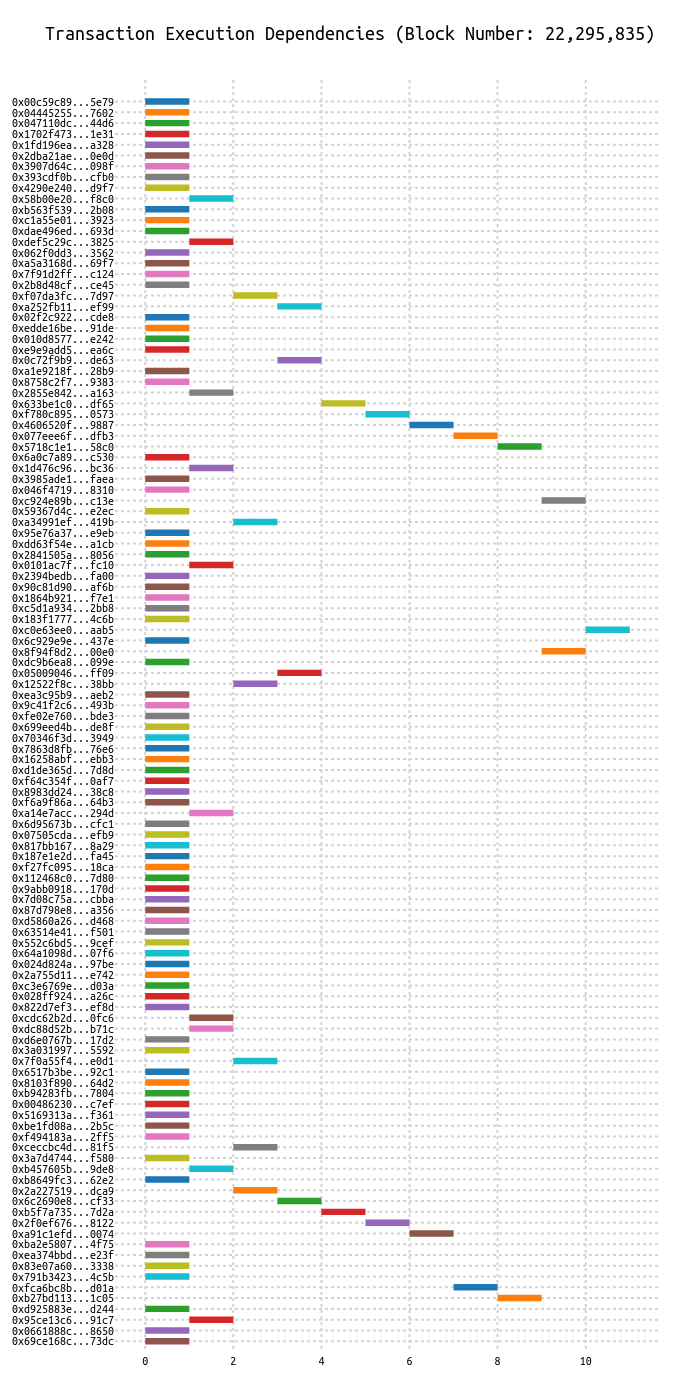 Transaction Execution Dependencies (Block Number: 22,295,835)
0x00c59c89...5e79
0x04445255...7602
0x047110dc...44d6
0x1702f473...1e31
0x1fd196ea...a328
0x2dba21ae...0e0d
0x3907d64c...098f
0x393cdf0b...cfb0
0x4290e240...d9f7
0x58b00e20...f8c0
0xb563f539...2b08
0xc1a55e01...3923
0xdae496ed...693d
0xdef5c29c...3825
0x062f0dd3...3562
0xa5a3168d...69f7
0x7f91d2ff...c124
0x2b8d48cf...ce45
0xf07da3fc...7d97
0xa252fb11...ef99
0x02f2c922...cde8
0xedde16be...91de
0x010d8577...e242
0xe9e9add5...ea6c
0x0c72f9b9...de63
0xa1e9218f...28b9
0x8758c2f7...9383
0x2855e842...a163
0x633be1c0...df65
0xf780c895...0573
0x4606520f...9887
0x077eee6f...dfb3
0x5718c1e1...58c0
0x6a0c7a89...c530
0x1d476c96...bc36
0x3985ade1...faea
0x046f4719...8310
0xc924e89b...c13e
0x59367d4c...e2ec
0xa34991ef...419b
0x95e76a37...e9eb
0xdd63f54e...a1cb
0x2841505a...8056
0x0101ac7f...fc10
0x2394bedb...fa00
0x90c81d90...af6b
0x1864b921...f7e1
0xc5d1a934...2bb8
0x183f1777...4c6b
0xc0e63ee0...aab5
0x6c929e9e...437e
0x8f94f8d2...00e0
0xdc9b6ea8...099e
0x05009046...ff09
0x12522f8c...38bb
0xea3c95b9...aeb2
0x9c41f2c6...493b
0xfe02e760...bde3
0x699eed4b...de8f
0x70346f3d...3949
0x7863d8fb...76e6
0x16258abf...ebb3
0xd1de365d...7d8d
0xf64c354f...0af7
0x8983dd24...38c8
0xf6a9f86a...64b3
0xa14e7acc...294d
0x6d95673b...cfc1
0x07505cda...efb9
0x817bb167...8a29
0x187e1e2d...fa45
0xf27fc095...18ca
0x112468c0...7d80
0x9abb0918...170d
0x7d08c75a...cbba
0x87d798e8...a356
0xd5860a26...d468
0x63514e41...f501
0x552c6bd5...9cef
0x64a1098d...07f6
0x024d824a...97be
0x2a755d11...e742
0xc3e6769e...d03a
0x028ff924...a26c
0x822d7ef3...ef8d
0xcdc62b2d...0fc6
0xdc88d52b...b71c
0xd6e0767b...17d2
0x3a031997...5592
0x7f0a55f4...e0d1
0x6517b3be...92c1
0x8103f890...64d2
0xb94283fb...7804
0x00486230...c7ef
0x5169313a...f361
0xbe1fd08a...2b5c
0xf494183a...2ff5
0xceccbc4d...81f5
0x3a7d4744...f580
0xb457605b...9de8
0xb8649fc3...62e2
0x2a227519...dca9
0x6c2690e8...cf33
0xb5f7a735...7d2a
0x2f0ef676...8122
0xa91c1efd...0074
0xba2e5807...4f75
0xea374bbd...e23f
0x83e07a60...3338
0x791b3423...4c5b
0xfca6bc8b...d01a
0xb27bd113...1c05
0xd925883e...d244
0x95ce13c6...91c7
0x0661888c...8650
0x69ce168c...73dc
0 2 4 6 8 10